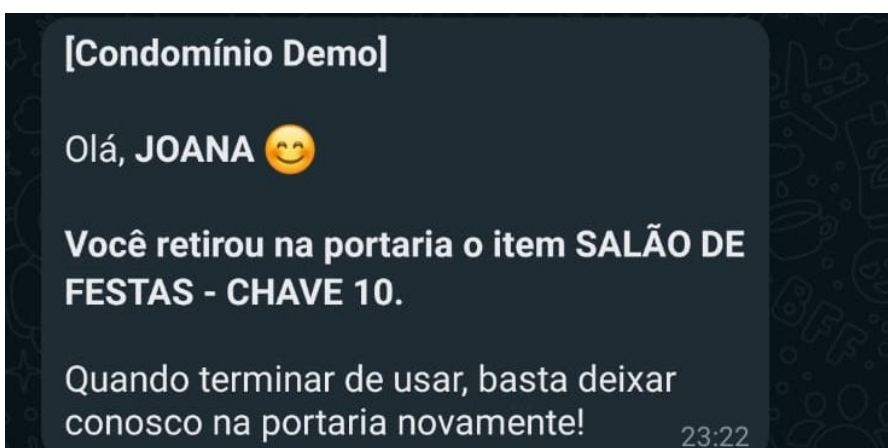 [Condomínio Demo]
Olá, JOANA 😊
Você retirou na portaria o item SALÃO DE
FESTAS - CHAVE 10.
Quando terminar de usar, basta deixar
conosco na portaria novamente!
23:22